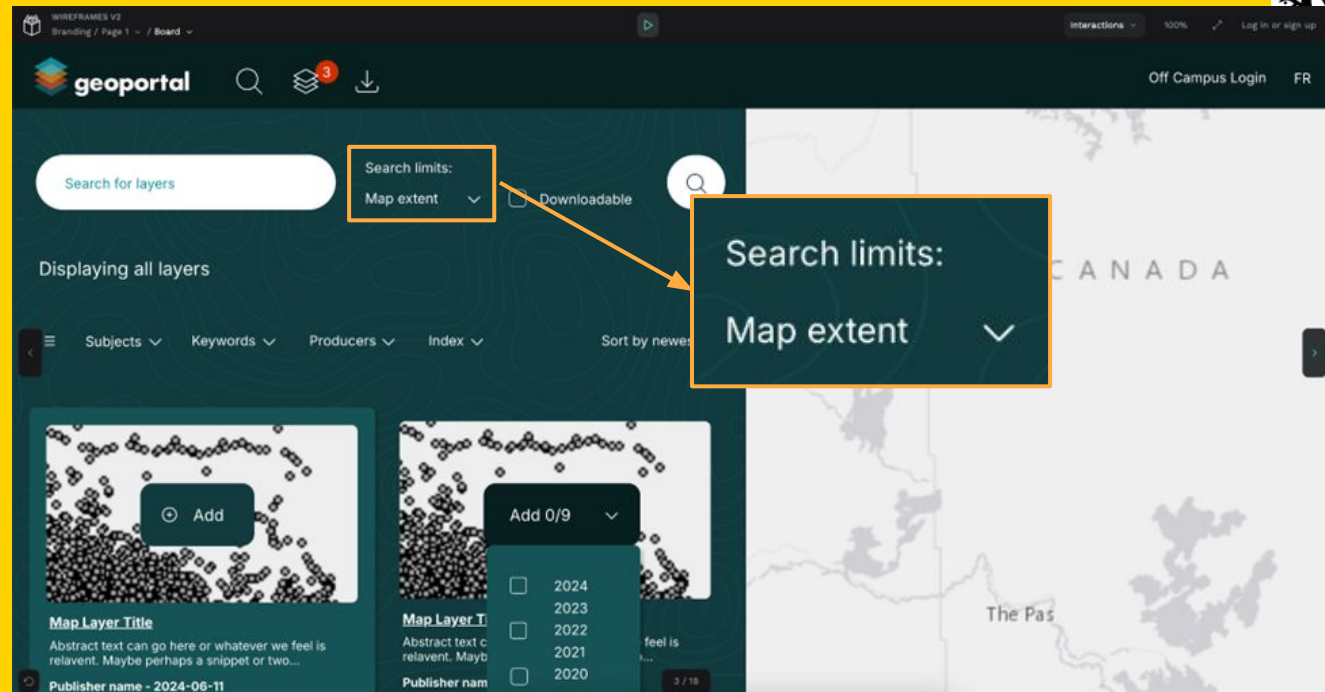 WIREFRAMES V2
Branding / Page 1 / Board
Interactions
100%
Log in or sign up
geoportal
3
Off Campus Login
FR
Search for layers
Search limits:
Map extent
Downloadable
Search limits:
Map extent
CANADA
Displaying all layers
Subjects
Keywords
Producers
Index
Sort by newes
Add
Add 0/9
2024
2023
2022
2021
2020
The Pas
Map Layer Title
Abstract text can go here or whatever we feel is
relavent. Maybe perhaps a snippet or two...
Publisher name - 2024-06-11
Map Layer Ti
Abstract text c
feel is
relavent. Mayb
Publisher nam
3 / 18